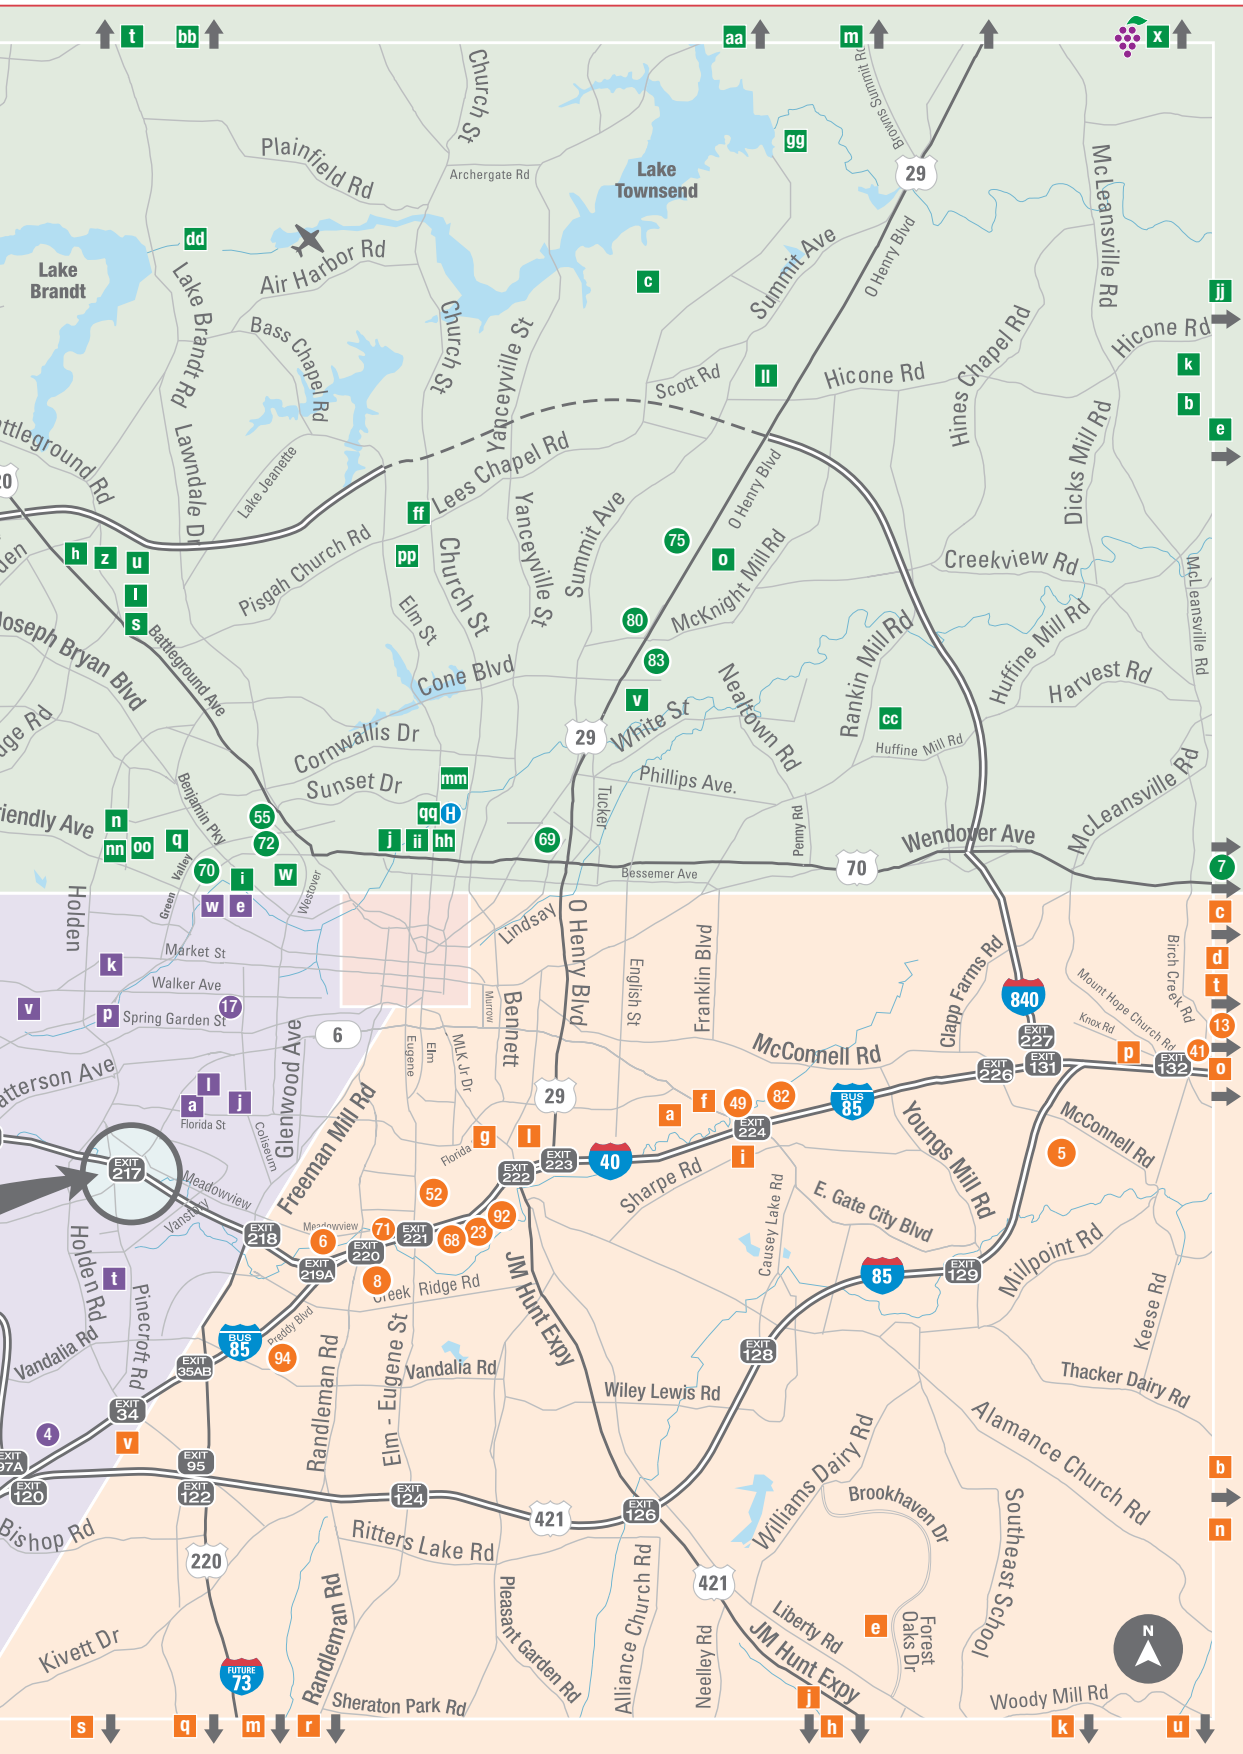 t
bb
aa
m
x
Church St
Browns Summit Rd
Plainfield Rd
gg
McLeansville Rd
Archergate Rd
Lake
Townsend
29
dd
Air Harbor Rd
Lake
Brandt
Lake Brandt Rd
Summit Ave
O Henry Blvd
c
jj
Bass Chapel Rd
Church St
Yanceyville St
Hines Chapel Rd
Hicone Rd
k
ll
Scott Rd
Hicone Rd
b
e
attleground Rd
Lawndale Dr
Lees Chapel Rd
Dicks Mill Rd
20
Lake Jeanette
O Henry Blvd
ff
Yanceyville St
Summit Ave
75
h
z
u
Pisgah Church Rd
pp
Church St
o
McKnight Mill Rd
Creekview Rd
McLeansville Rd
den
l
s
Elm St
80
Joseph Bryan Blvd
Battleground Ave
83
Cone Blvd
Nealtown Rd
Rankin Mill Rd
Huffine Mill Rd
Harvest Rd
v
White St
cc
Huffine Mill Rd
dge Rd
Cornwallis Dr
29
Sunset Dr
mm
Phillips Ave.
McLeansville Rd
Benjamin Pky
Tucker
Penny Rd
riendly Ave
n
55
qq
H
nn
oo
q
72
j
ii
hh
69
Wendover Ave
70
Green Valley
i
w
Westover
Bessemer Ave
70
7
Holden
w
e
Lindsay
O Henry Blvd
c
Market St
k
Franklin Blvd
English St
Clapp Farms Rd
Birch Creek Rd
d
Walker Ave
Murrow
Bennett
Mount Hope Church Rd
t
v
p
Spring Garden St
17
6
840
Knox Rd
13
Eugene
Elm
MLK Jr Dr
McConnell Rd
EXIT
227
p
41
atterson Ave
Glenwood Ave
EXIT
226
EXIT
131
EXIT
132
o
l
a
j
Florida St
Coliseum
Freeman Mill Rd
29
a
f
49
82
BUS
85
Youngs Mill Rd
McConnell Rd
g
l
Florida
EXIT
224
i
5
EXIT
217
Meadowview
Vanstory
EXIT
222
EXIT
223
40
Sharpe Rd
Causey Lake Rd
E. Gate City Blvd
52
92
EXIT
218
Meadowview
6
71
EXIT
221
68
23
EXIT
220
EXIT
219A
8
Creek Ridge Rd
JM Hunt Expy
85
EXIT
129
Millpoint Rd
Holden Rd
t
Pinecroft Rd
Keese Rd
BUS
85
Preddy Blvd
94
Vandalia Rd
EXIT
35AB
Randleman Rd
Elm - Eugene St
Vandalia Rd
EXIT
128
Wiley Lewis Rd
Thacker Dairy Rd
EXIT
34
4
v
Williams Dairy Rd
Alamance Church Rd
EXIT
97A
EXIT
95
EXIT
120
EXIT
122
EXIT
124
421
EXIT
126
Brookhaven Dr
Southeast School
b
n
Bishop Rd
Ritters Lake Rd
220
421
Randleman Rd
Pleasant Garden Rd
Alliance Church Rd
Neelley Rd
Liberty Rd
JM Hunt Expy
e
Forest
Oaks Dr
N
Kivett Dr
FUTURE
73
Sheraton Park Rd
Woody Mill Rd
s
q
m
r
j
h
k
u